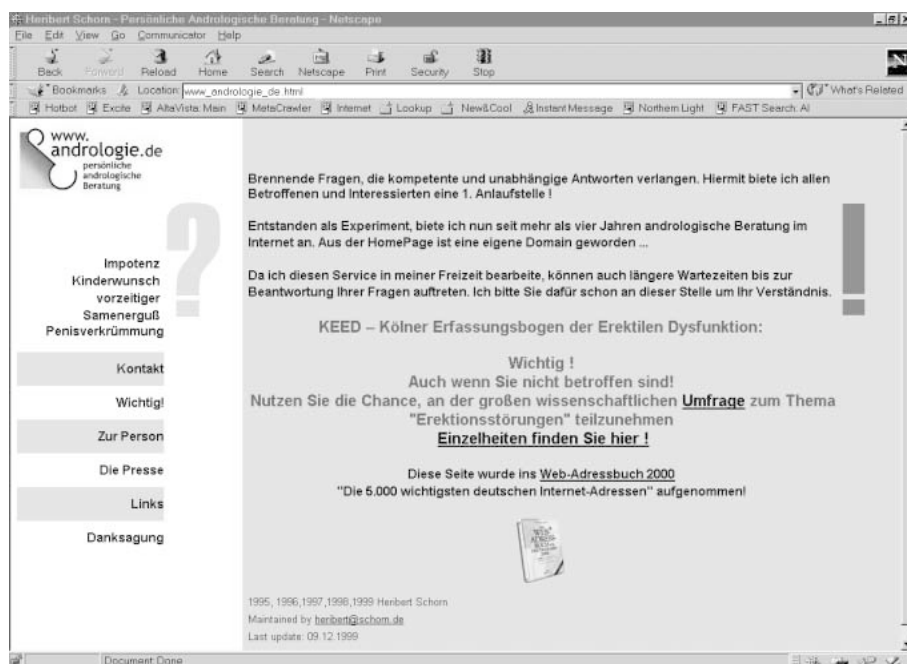 Heribert Schorn - Persönliche Andrologische Beratung - Netscape
File Edit View Go Communicator Help
Back Forward Reload Home Search Netscape Print Security Stop
Bookmarks Location: www_andrologie_de.html What's Related
Hotbot Excite AltaVista: Main MetaCrawler Internet Lookup New&Cool Instant Message Northern Light FAST Search: Al
www.
andrologie.de
persönliche
andrologische
Beratung
?
Impotenz
Kinderwunsch
vorzeitiger
Samenerguß
Penisverkrümmung
Kontakt
Wichtig!
Zur Person
Die Presse
Links
Danksagung
Brennende Fragen, die kompetente und unabhängige Antworten verlangen. Hiermit biete ich allen
Betroffenen und Interessierten eine 1. Anlaufstelle !
Entstanden als Experiment, biete ich nun seit mehr als vier Jahren andrologische Beratung im
Internet an. Aus der HomePage ist eine eigene Domain geworden ...
Da ich diesen Service in meiner Freizeit bearbeite, können auch längere Wartezeiten bis zur
Beantwortung Ihrer Fragen auftreten. Ich bitte Sie dafür schon an dieser Stelle um Ihr Verständnis.
!
KEED – Kölner Erfassungsbogen der Erektilen Dysfunktion:
Wichtig !
Auch wenn Sie nicht betroffen sind!
Nutzen Sie die Chance, an der großen wissenschaftlichen Umfrage zum Thema
"Erektionsstörungen" teilzunehmen
Einzelheiten finden Sie hier !
Diese Seite wurde ins Web-Adressbuch 2000
"Die 5.000 wichtigsten deutschen Internet-Adressen" aufgenommen!
1995, 1996,1997,1998,1999 Heribert Schorn
Maintained by heribert@schorn.de
Last update: 09.12.1999
Document: Done